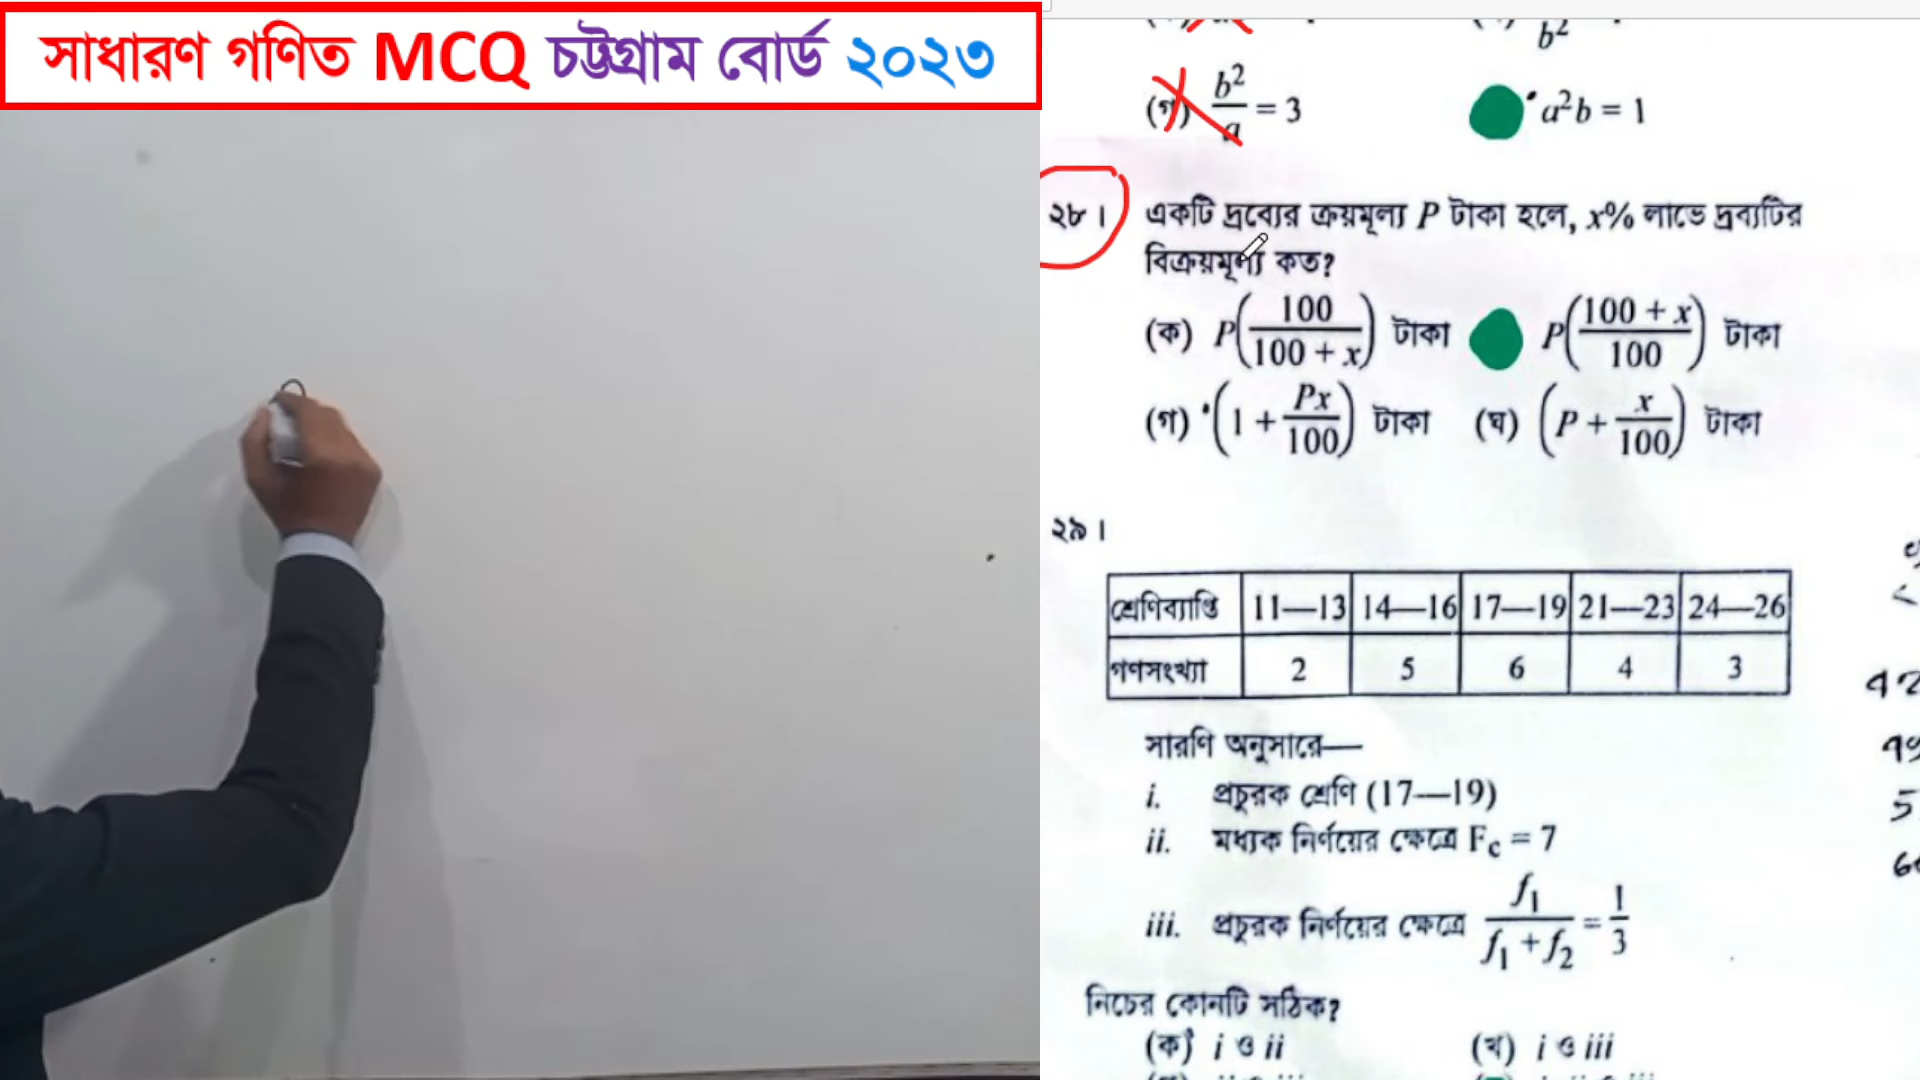 সাধারণ গণিত MCQ চট্টগ্রাম বোর্ড ২০২৩
b²
(গ) b²/a = 3
a²b = 1
২৮। একটি দ্রব্যের ক্রয়মূল্য P টাকা হলে, x% লাভে দ্রব্যটির
বিক্রয়মূল্য কত?
(ক) P(100/(100 + x)) টাকা P((100 + x)/100) টাকা
(গ) (1 + Px/100) টাকা (ঘ) (P + x/100) টাকা
২৯।
শ্রেণিব্যাপ্তি 11—13 14—16 17—19 21—23 24—26
গণসংখ্যা 2 5 6 4 3
সারণি অনুসারে—
i. প্রচুরক শ্রেণি (17—19)
ii. মধ্যক নির্ণয়ের ক্ষেত্রে F_c = 7
iii. প্রচুরক নির্ণয়ের ক্ষেত্রে f₁/(f₁ + f₂) = 1/3
নিচের কোনটি সঠিক?
(ক) i ও ii (খ) i ও iii